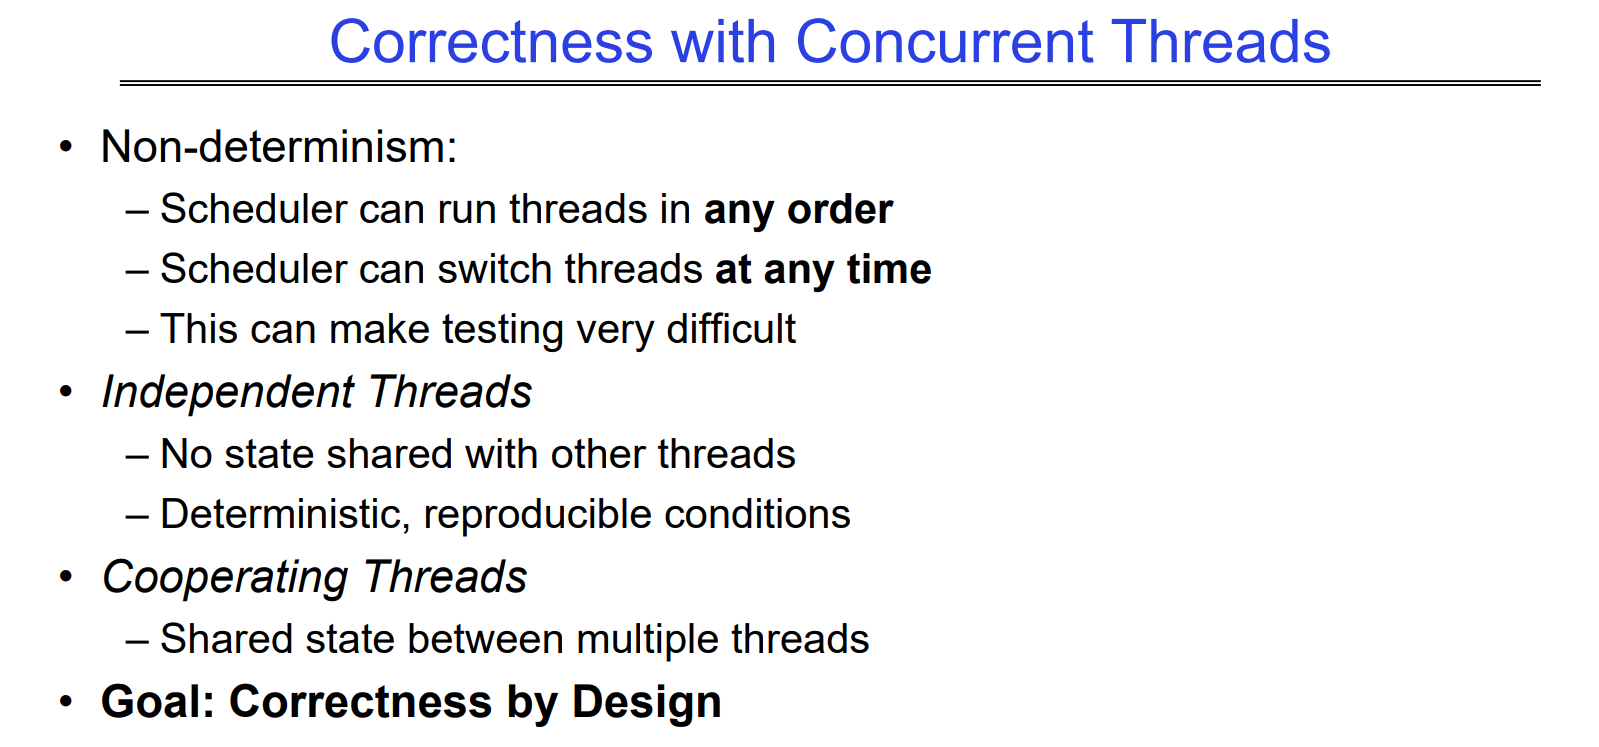 Correctness with Concurrent Threads
• Non-determinism:
– Scheduler can run threads in any order
– Scheduler can switch threads at any time
– This can make testing very difficult
• Independent Threads
– No state shared with other threads
– Deterministic, reproducible conditions
• Cooperating Threads
– Shared state between multiple threads
• Goal: Correctness by Design